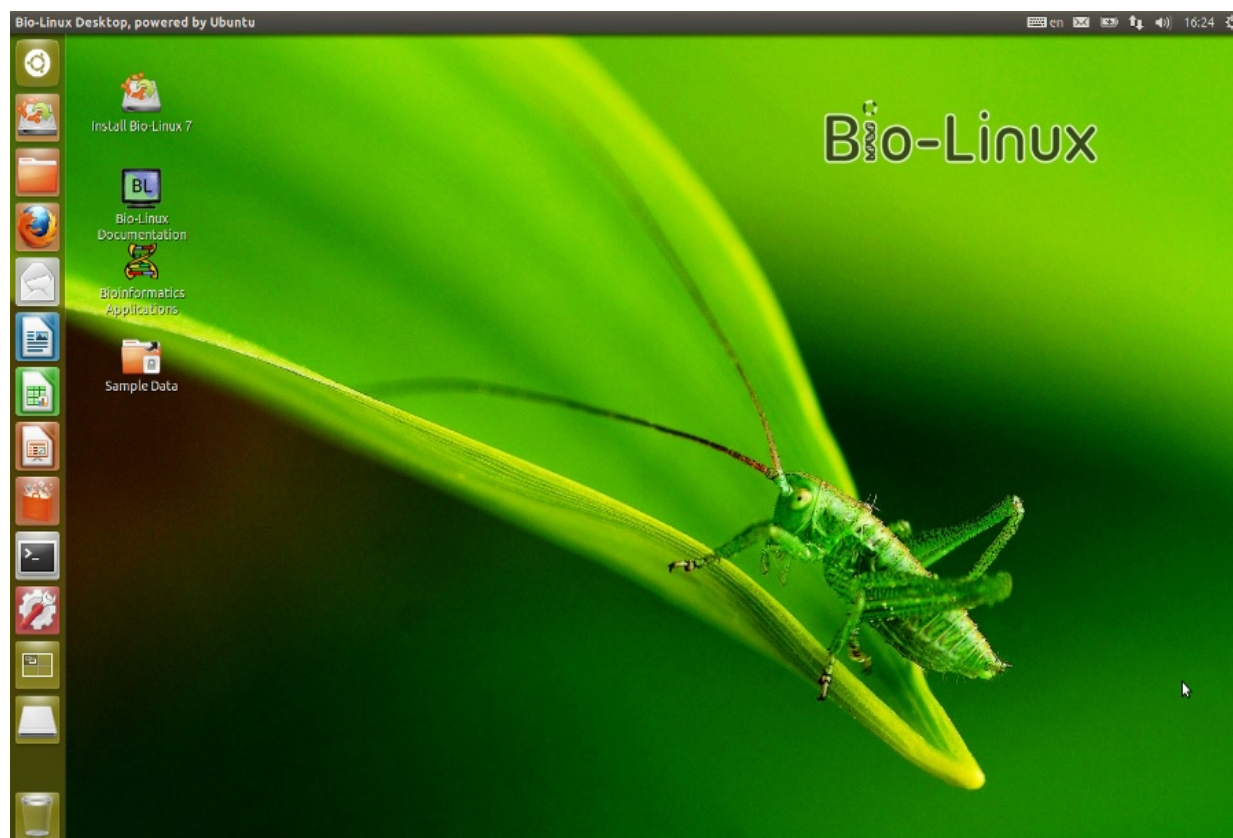 Bio-Linux Desktop, powered by Ubuntu
en
16:24
Install Bio-Linux 7
Bio-Linux
BL
Bio-Linux
Documentation
Bioinformatics
Applications
Sample Data
>_